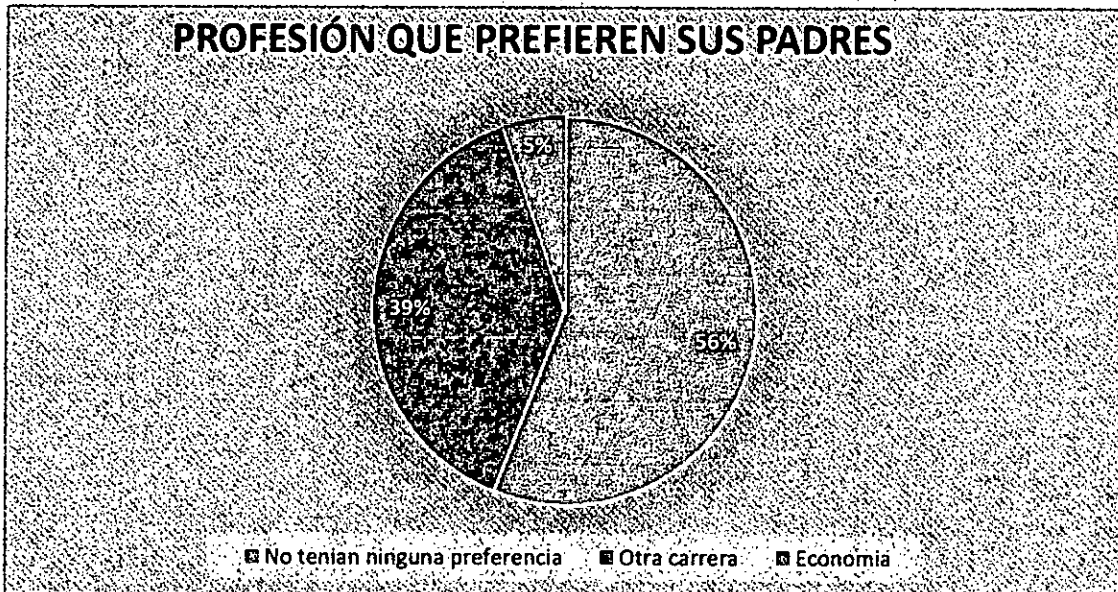 PROFESIÓN QUE PREFIEREN SUS PADRES
5%
39%
56%
No tenian ninguna preferencia Otra carrera Economia